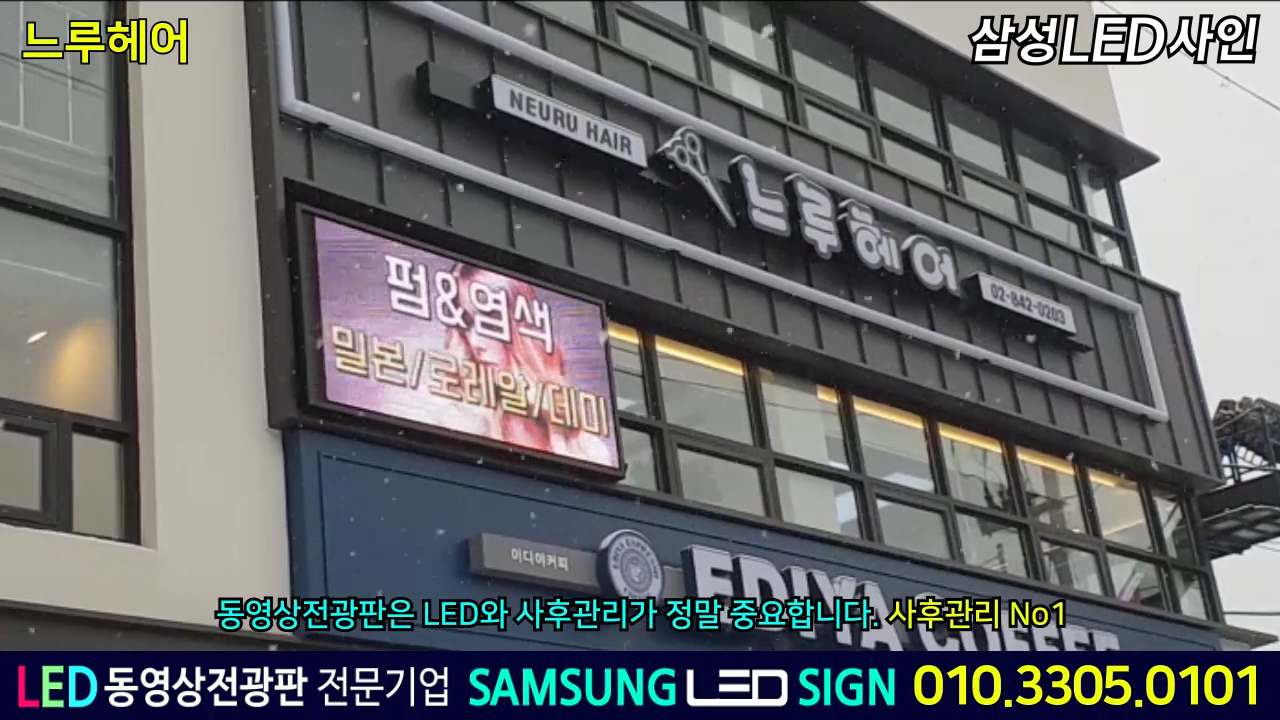 느루헤어
삼성LED사인
NEURU HAIR
느루헤어
02-842-0203
펌&염색
밀본/로레알/데미
이디야커피
EDIYA COFFEE
동영상전광판은 LED와 사후관리가 정말 중요합니다. 사후관리 No1
LED동영상전광판 전문기업 SAMSUNG LED SIGN 010.3305.0101